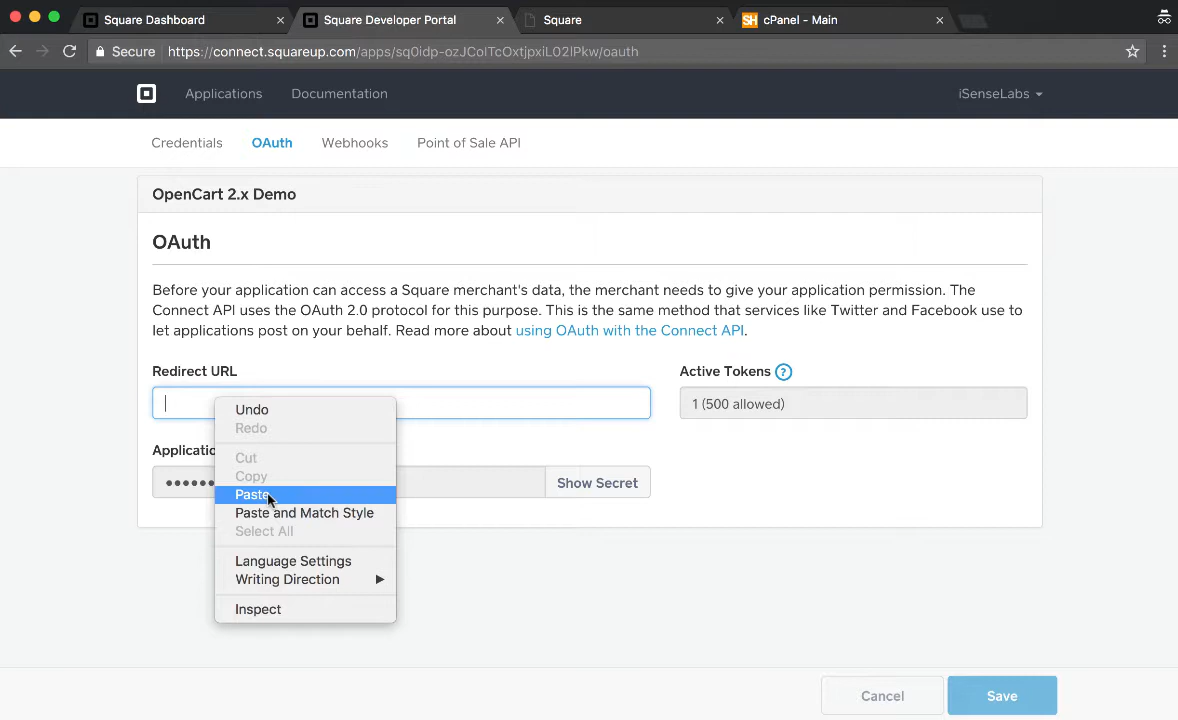 Square Dashboard
Square Developer Portal
Square
SH cPanel - Main
Secure https://connect.squareup.com/apps/sq0idp-ozJCoITcOxtjpxiL02IPkw/oauth
Applications Documentation iSenseLabs
Credentials OAuth Webhooks Point of Sale API
OpenCart 2.x Demo
OAuth
Before your application can access a Square merchant's data, the merchant needs to give your application permission. The
Connect API uses the OAuth 2.0 protocol for this purpose. This is the same method that services like Twitter and Facebook use to
let applications post on your behalf. Read more about using OAuth with the Connect API.
Redirect URL
Active Tokens ?
1 (500 allowed)
Undo
Redo
Cut
Copy
Paste
Paste and Match Style
Select All
Language Settings
Writing Direction
Inspect
Show Secret
Cancel
Save